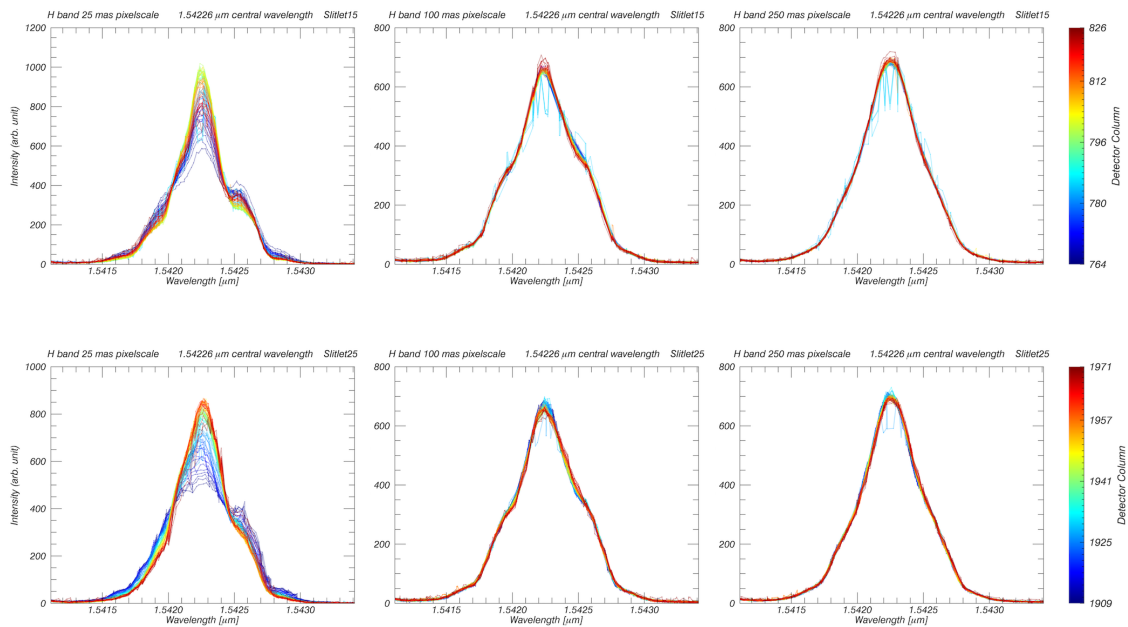 H band 25 mas pixelscale 1.54226 μm central wavelength Slitlet15
H band 100 mas pixelscale 1.54226 μm central wavelength Slitlet15
H band 250 mas pixelscale 1.54226 μm central wavelength Slitlet15
1200
1000
800
600
400
200
0
Intensity (arb. unit)
1.5415 1.5420 1.5425 1.5430
Wavelength [μm]
800
600
400
200
0
1.5415 1.5420 1.5425 1.5430
Wavelength [μm]
800
600
400
200
0
1.5415 1.5420 1.5425 1.5430
Wavelength [μm]
826
812
796
780
764
Detector Column
H band 25 mas pixelscale 1.54226 μm central wavelength Slitlet25
H band 100 mas pixelscale 1.54226 μm central wavelength Slitlet25
H band 250 mas pixelscale 1.54226 μm central wavelength Slitlet25
1000
800
600
400
200
0
Intensity (arb. unit)
1.5415 1.5420 1.5425 1.5430
Wavelength [μm]
800
600
400
200
0
1.5415 1.5420 1.5425 1.5430
Wavelength [μm]
800
600
400
200
0
1.5415 1.5420 1.5425 1.5430
Wavelength [μm]
1971
1957
1941
1925
1909
Detector Column